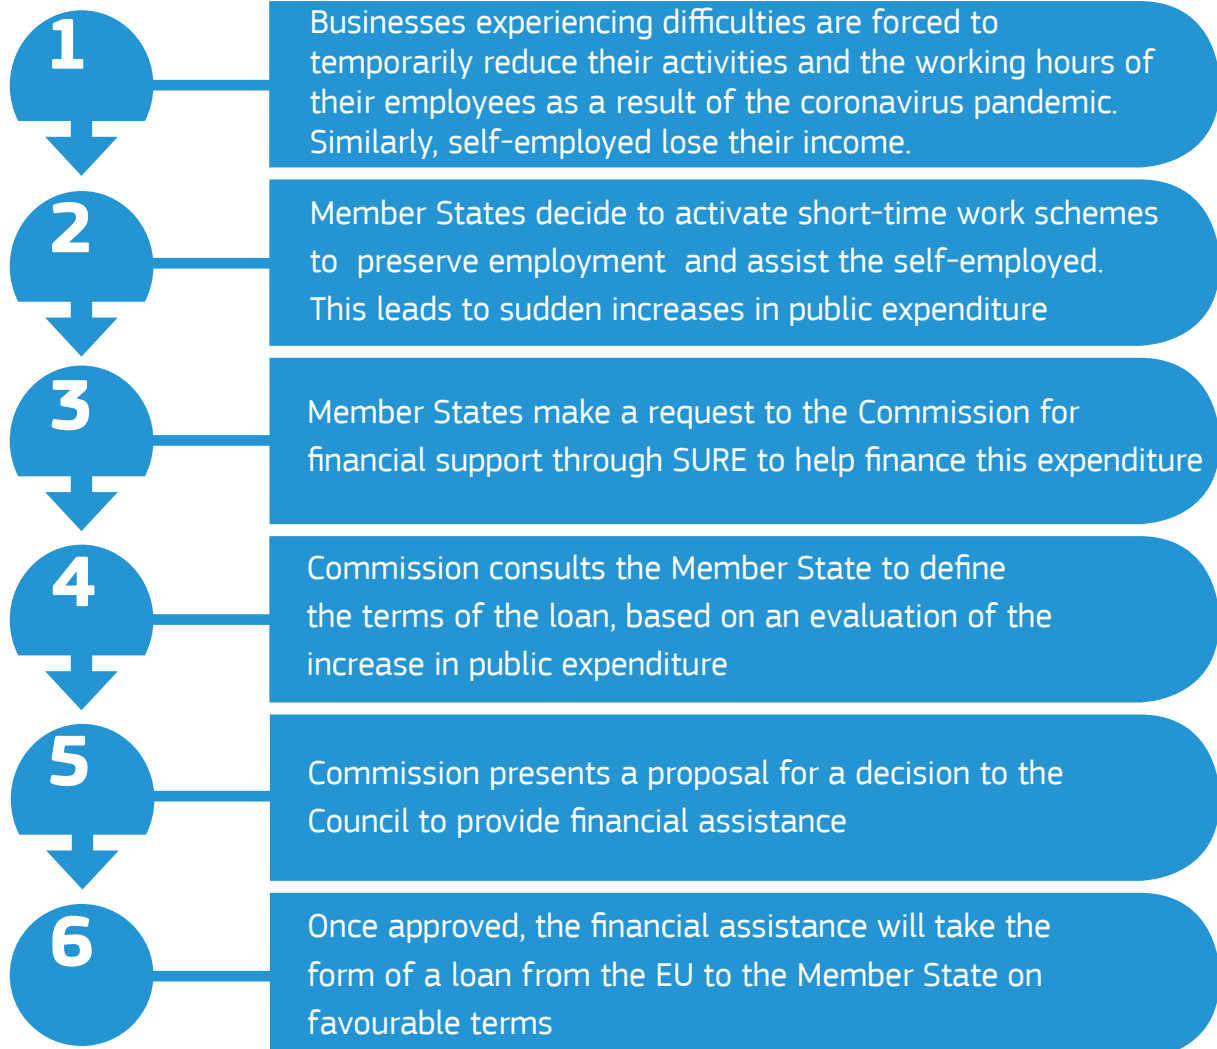 1
Businesses experiencing difficulties are forced to
temporarily reduce their activities and the working hours of
their employees as a result of the coronavirus pandemic.
Similarly, self-employed lose their income.
2
Member States decide to activate short-time work schemes
to  preserve employment  and assist the self-employed.
This leads to sudden increases in public expenditure
3
Member States make a request to the Commission for
financial support through SURE to help finance this expenditure
4
Commission consults the Member State to define
the terms of the loan, based on an evaluation of the
increase in public expenditure
5
Commission presents a proposal for a decision to the
Council to provide financial assistance
6
Once approved, the financial assistance will take the
form of a loan from the EU to the Member State on
favourable terms